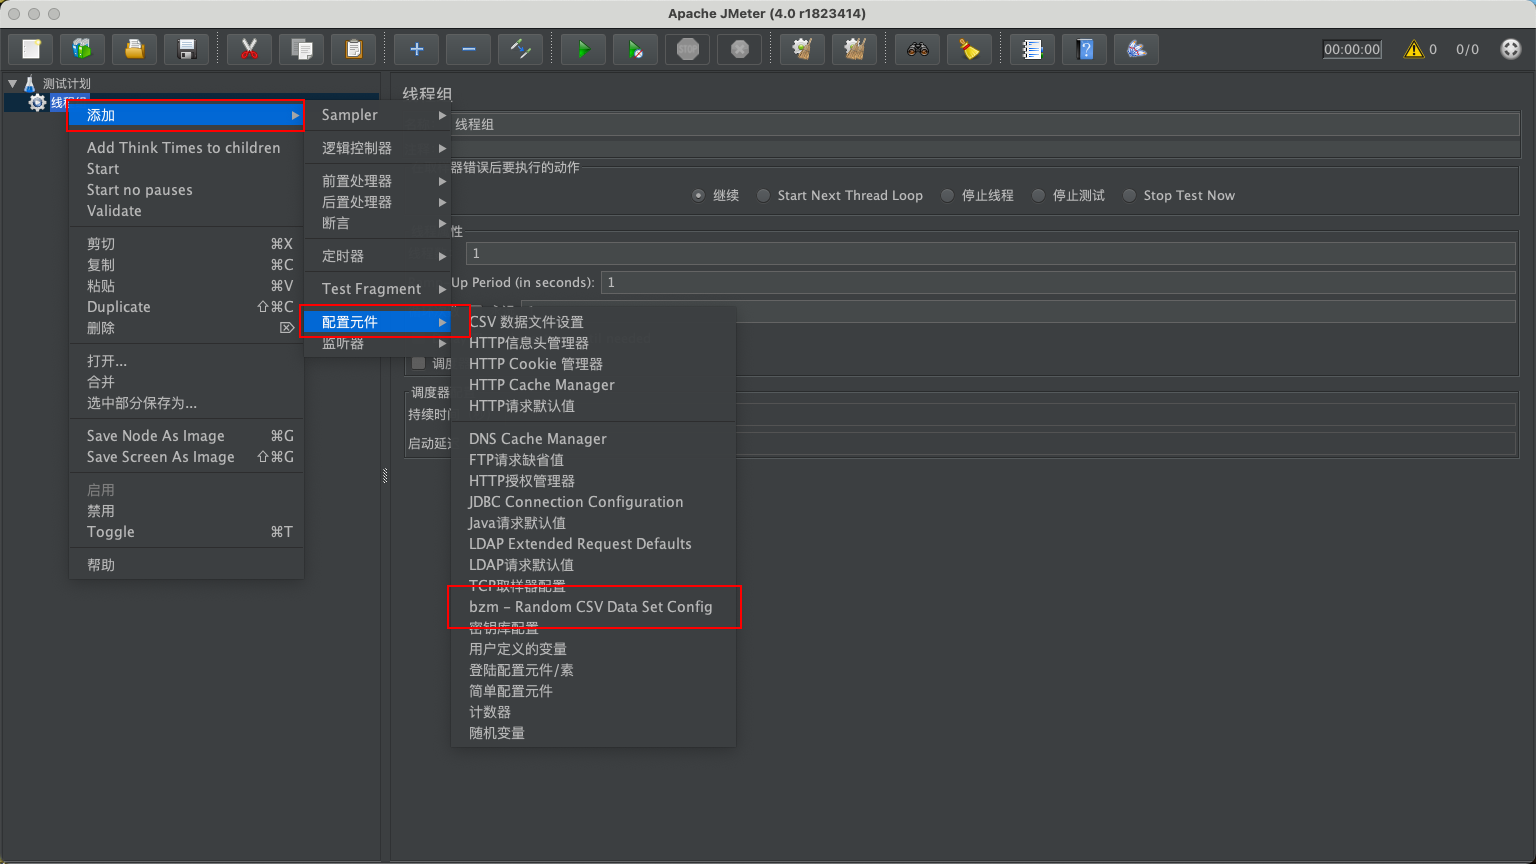 Apache JMeter (4.0 r1823414)
STOP
00:00:00
0
0/0
测试计划
线程组
添加
Add Think Times to children
Start
Start no pauses
Validate
剪切 ⌘X
复制 ⌘C
粘贴 ⌘V
Duplicate ⇧⌘C
删除 ⌦
打开...
合并
选中部分保存为...
Save Node As Image ⌘G
Save Screen As Image ⇧⌘G
启用
禁用
Toggle ⌘T
帮助
Sampler
逻辑控制器
前置处理器
后置处理器
断言
定时器
Test Fragment
配置元件
监听器
CSV 数据文件设置
HTTP信息头管理器
HTTP Cookie 管理器
HTTP Cache Manager
HTTP请求默认值
DNS Cache Manager
FTP请求缺省值
HTTP授权管理器
JDBC Connection Configuration
Java请求默认值
LDAP Extended Request Defaults
LDAP请求默认值
TCP取样器配置
bzm - Random CSV Data Set Config
密钥库配置
用户定义的变量
登陆配置元件/素
简单配置元件
计数器
随机变量
线程组
线程组
器错误后要执行的动作
继续 Start Next Thread Loop 停止线程 停止测试 Stop Test Now
性
1
Up Period (in seconds): 1
调度
调度器
持续时间
启动延迟